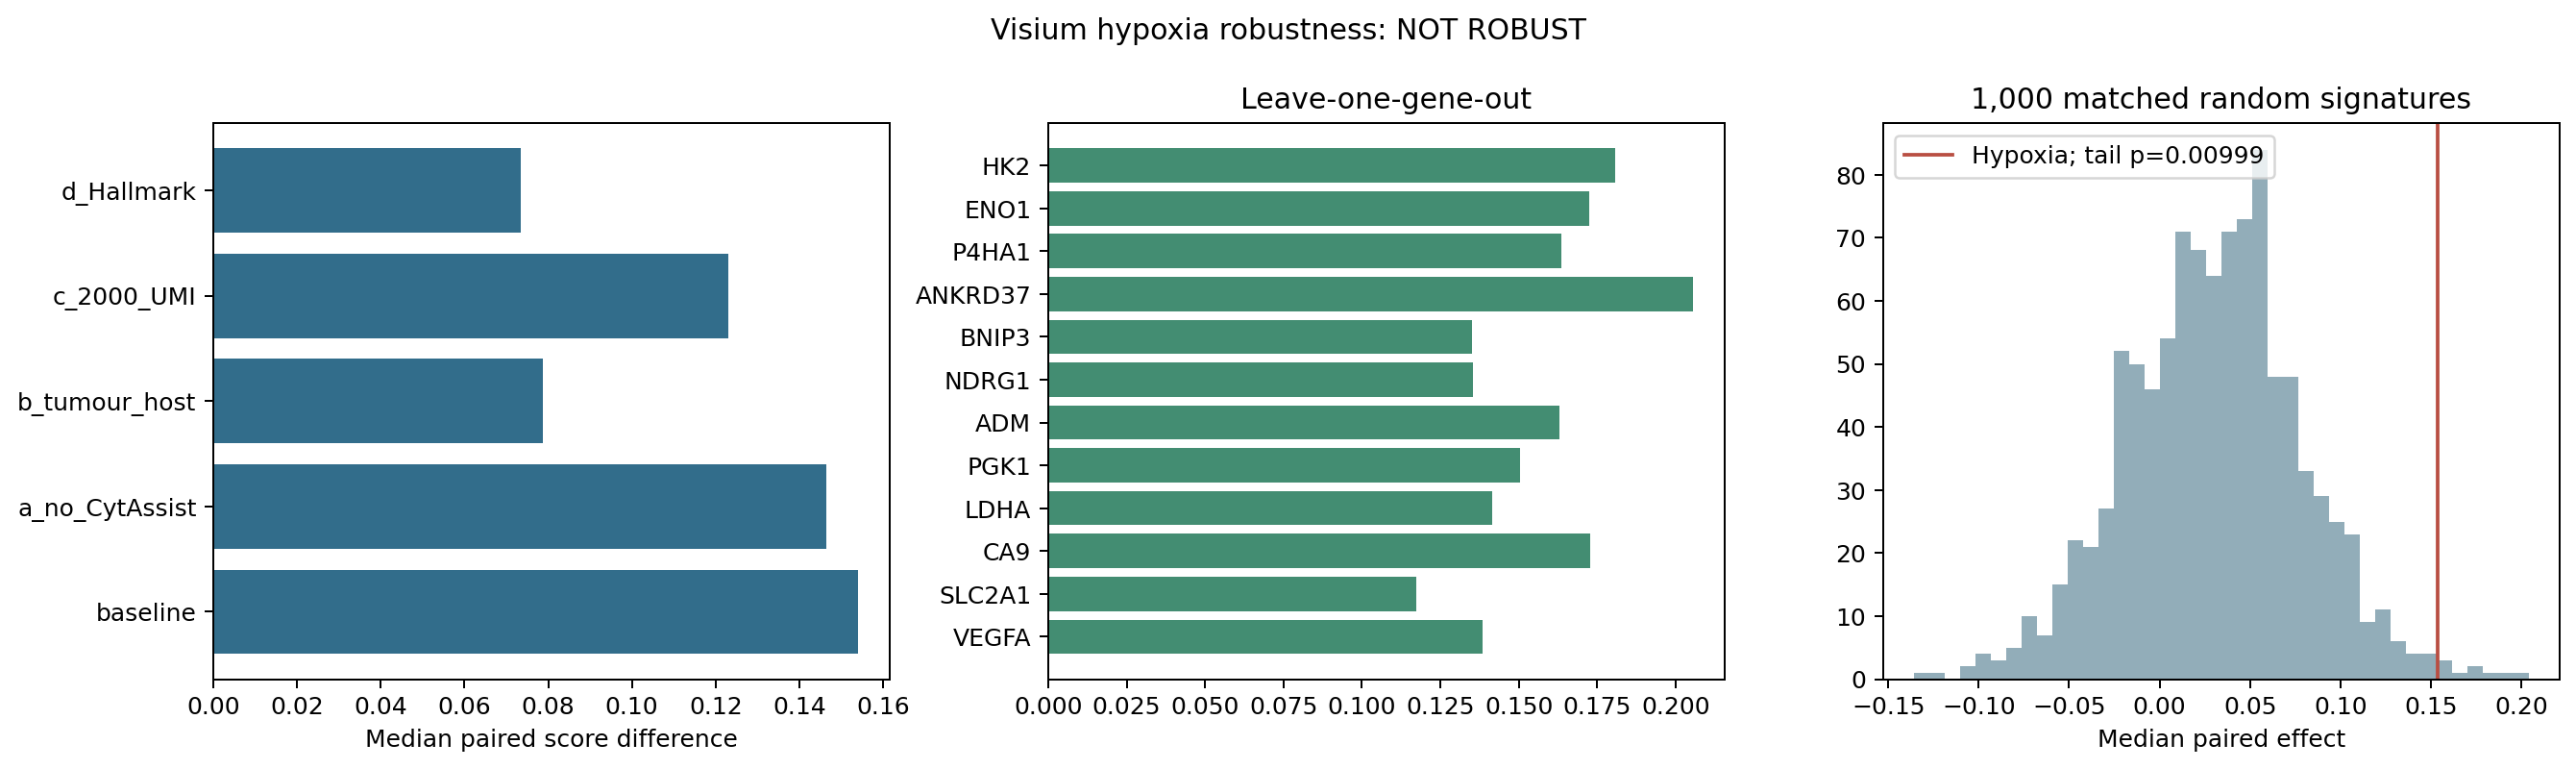 Visium hypoxia robustness: NOT ROBUST
d_Hallmark
c_2000_UMI
b_tumour_host
a_no_CytAssist
baseline
0.00 0.02 0.04 0.06 0.08 0.10 0.12 0.14 0.16
Median paired score difference
Leave-one-gene-out
HK2
ENO1
P4HA1
ANKRD37
BNIP3
NDRG1
ADM
PGK1
LDHA
CA9
SLC2A1
VEGFA
0.000 0.025 0.050 0.075 0.100 0.125 0.150 0.175 0.200
1,000 matched random signatures
Hypoxia; tail p=0.00999
80
70
60
50
40
30
20
10
0
−0.15 −0.10 −0.05 0.00 0.05 0.10 0.15 0.20
Median paired effect